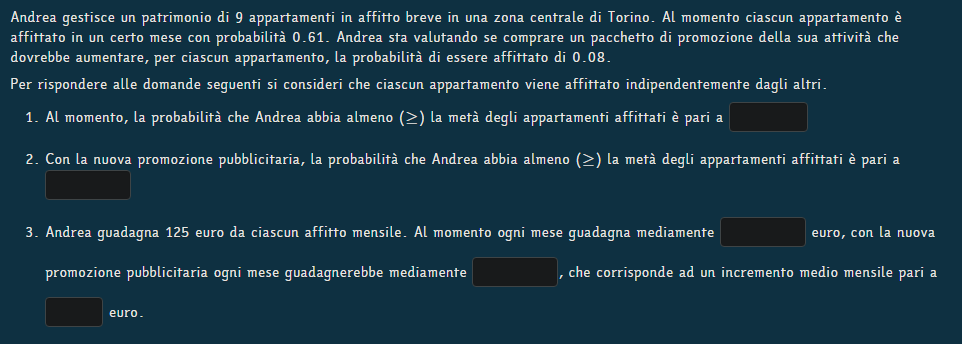 Andrea gestisce un patrimonio di 9 appartamenti in affitto breve in una zona centrale di Torino. Al momento ciascun appartamento è
affittato in un certo mese con probabilità 0.61. Andrea sta valutando se comprare un pacchetto di promozione della sua attività che
dovrebbe aumentare, per ciascun appartamento, la probabilità di essere affittato di 0.08.
Per rispondere alle domande seguenti si consideri che ciascun appartamento viene affittato indipendentemente dagli altri.
1. Al momento, la probabilità che Andrea abbia almeno (≥) la metà degli appartamenti affittati è pari a
2. Con la nuova promozione pubblicitaria, la probabilità che Andrea abbia almeno (≥) la metà degli appartamenti affittati è pari a
3. Andrea guadagna 125 euro da ciascun affitto mensile. Al momento ogni mese guadagna mediamente euro, con la nuova
promozione pubblicitaria ogni mese guadagnerebbe mediamente , che corrisponde ad un incremento medio mensile pari a
euro.